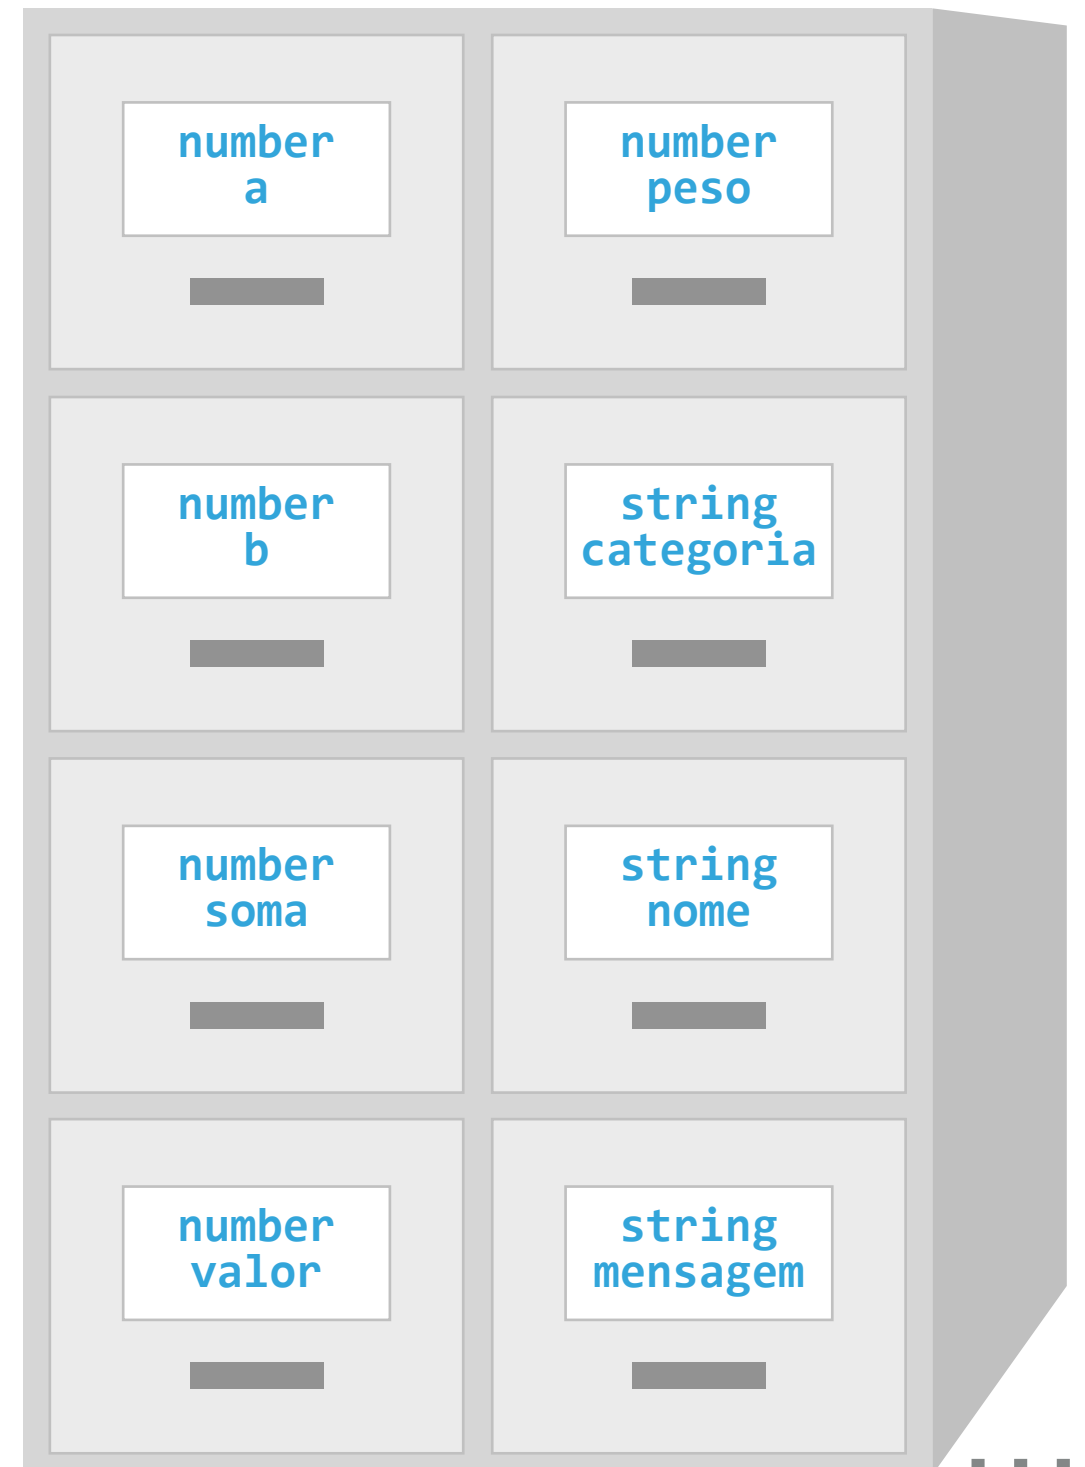 number
a
number
peso
number
b
string
categoria
number
soma
string
nome
number
valor
string
mensagem
...